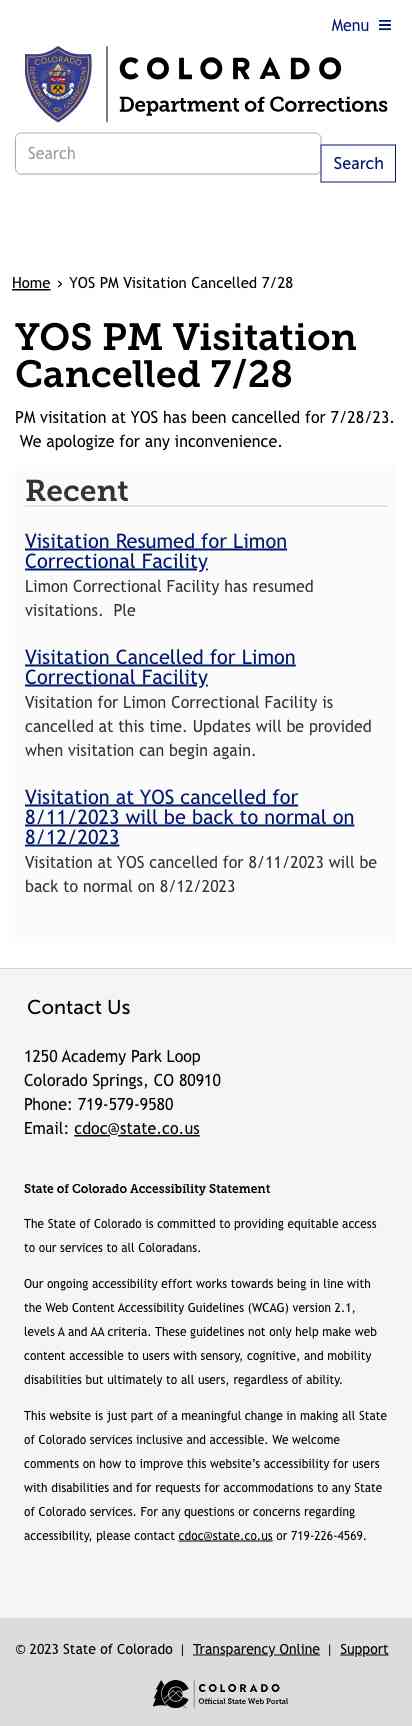 Menu
COLORADO
Department of Corrections
Search
Search
Home › YOS PM Visitation Cancelled 7/28
YOS PM Visitation
Cancelled 7/28
PM visitation at YOS has been cancelled for 7/28/23.
We apologize for any inconvenience.
Recent
Visitation Resumed for Limon
Correctional Facility
Limon Correctional Facility has resumed
visitations.  Ple
Visitation Cancelled for Limon
Correctional Facility
Visitation for Limon Correctional Facility is
cancelled at this time. Updates will be provided
when visitation can begin again.
Visitation at YOS cancelled for
8/11/2023 will be back to normal on
8/12/2023
Visitation at YOS cancelled for 8/11/2023 will be
back to normal on 8/12/2023
Contact Us
1250 Academy Park Loop
Colorado Springs, CO 80910
Phone: 719-579-9580
Email: cdoc@state.co.us
State of Colorado Accessibility Statement
The State of Colorado is committed to providing equitable access
to our services to all Coloradans.
Our ongoing accessibility effort works towards being in line with
the Web Content Accessibility Guidelines (WCAG) version 2.1,
levels A and AA criteria. These guidelines not only help make web
content accessible to users with sensory, cognitive, and mobility
disabilities but ultimately to all users, regardless of ability.
This website is just part of a meaningful change in making all State
of Colorado services inclusive and accessible. We welcome
comments on how to improve this website's accessibility for users
with disabilities and for requests for accommodations to any State
of Colorado services. For any questions or concerns regarding
accessibility, please contact cdoc@state.co.us or 719-226-4569.
© 2023 State of Colorado | Transparency Online | Support
COLORADO
Official State Web Portal